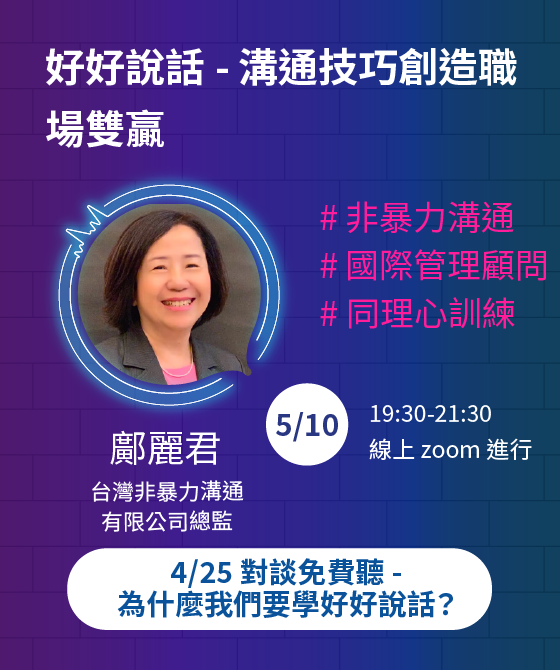 好好說話 - 溝通技巧創造職
場雙贏
# 非暴力溝通
# 國際管理顧問
# 同理心訓練
5/10
19:30-21:30
線上 zoom 進行
鄺麗君
台灣非暴力溝通
有限公司總監
4/25 對談免費聽 -
為什麼我們要學好好說話？